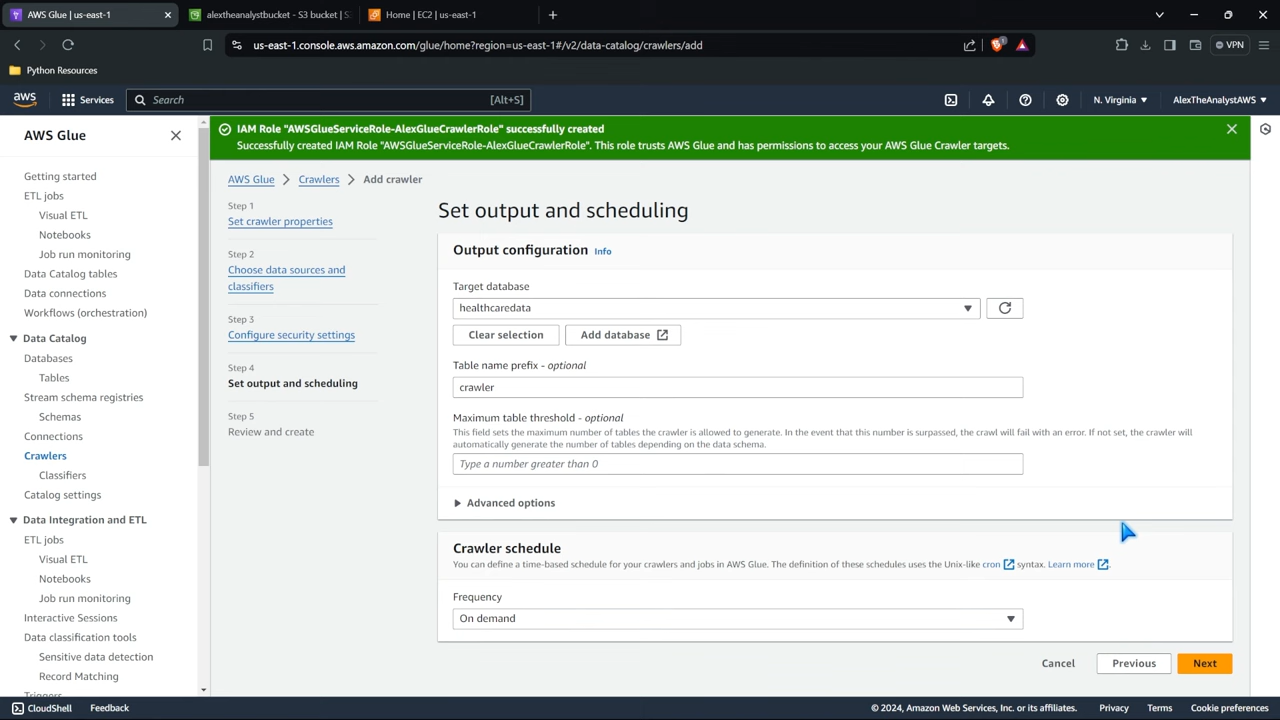 AWS Glue | us-east-1
alextheanalystbucket - S3 bucket | S
Home | EC2 | us-east-1
us-east-1.console.aws.amazon.com/glue/home?region=us-east-1#/v2/data-catalog/crawlers/add
VPN
Python Resources
aws
Services
Search
[Alt+S]
N. Virginia
AlexTheAnalystAWS
AWS Glue
Getting started
ETL jobs
Visual ETL
Notebooks
Job run monitoring
Data Catalog tables
Data connections
Workflows (orchestration)
Data Catalog
Databases
Tables
Stream schema registries
Schemas
Connections
Crawlers
Classifiers
Catalog settings
Data Integration and ETL
ETL jobs
Visual ETL
Notebooks
Job run monitoring
Interactive Sessions
Data classification tools
Sensitive data detection
Record Matching
Triggers
IAM Role "AWSGlueServiceRole-AlexGlueCrawlerRole" successfully created
Successfully created IAM Role "AWSGlueServiceRole-AlexGlueCrawlerRole". This role trusts AWS Glue and has permissions to access your AWS Glue Crawler targets.
AWS Glue > Crawlers > Add crawler
Step 1
Set crawler properties
Step 2
Choose data sources and
classifiers
Step 3
Configure security settings
Step 4
Set output and scheduling
Step 5
Review and create
Set output and scheduling
Output configuration Info
Target database
healthcaredata
Clear selection
Add database
Table name prefix - optional
crawler
Maximum table threshold - optional
This field sets the maximum number of tables the crawler is allowed to generate. In the event that this number is surpassed, the crawl will fail with an error. If not set, the crawler will
automatically generate the number of tables depending on the data schema.
Type a number greater than 0
Advanced options
Crawler schedule
You can define a time-based schedule for your crawlers and jobs in AWS Glue. The definition of these schedules uses the Unix-like cron syntax. Learn more .
Frequency
On demand
Cancel
Previous
Next
CloudShell
Feedback
© 2024, Amazon Web Services, Inc. or its affiliates.
Privacy
Terms
Cookie preferences